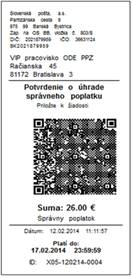 Slovenská pošta, a.s.
Partizánska cesta 9
975 99 Banská Bystrica
Zap. na OS BB, vložka č. 803/S
DIČ: 2021879959 IČO: 36631124
SK2021879959
VIP pracovisko ODE PPZ
Račianska 45
81172 Bratislava 3
Potvrdenie o úhrade
správneho poplatku
Priložte k žiadosti
Suma: 26.00 €
Správny poplatok
Dátum: 12.02.2014 11:11:57
Platí do:
17.02.2014 23:59:59
ID: X05-120214-0004